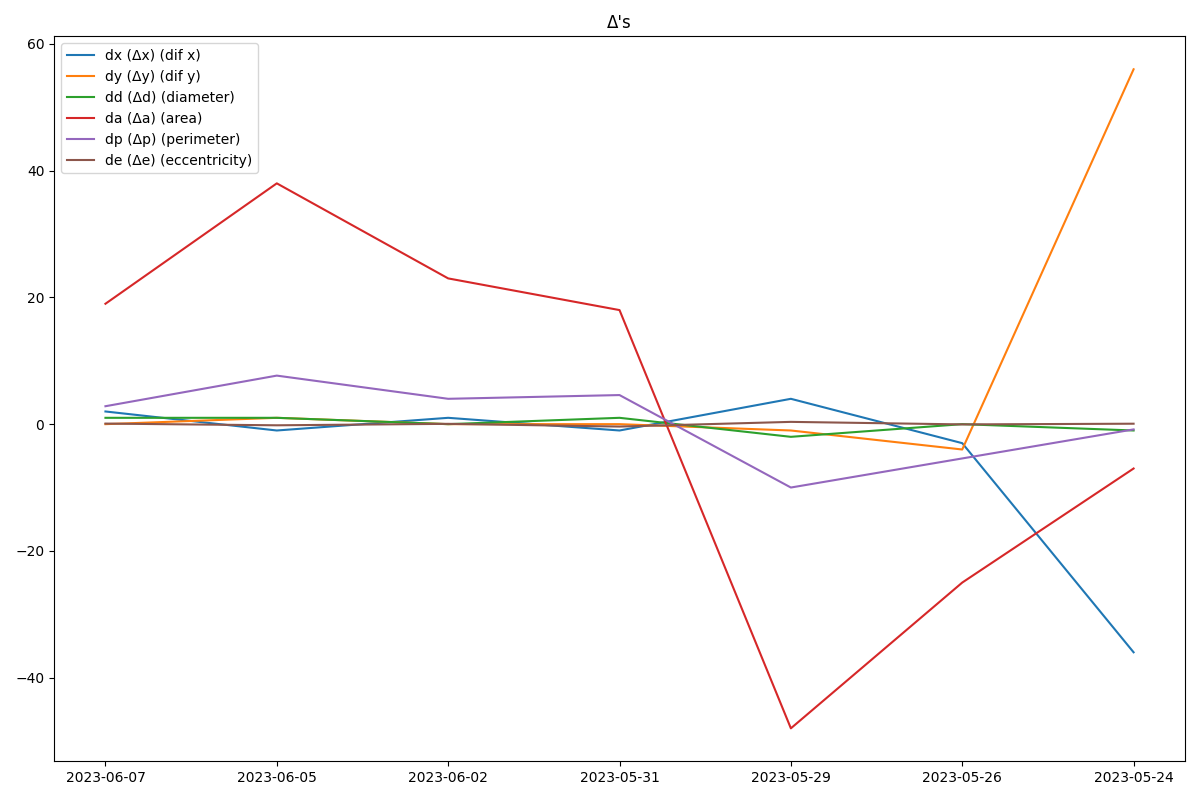 Δ's
dx (Δx) (dif x)
dy (Δy) (dif y)
dd (Δd) (diameter)
da (Δa) (area)
dp (Δp) (perimeter)
de (Δe) (eccentricity)
60
40
20
0
−20
−40
2023-06-07 2023-06-05 2023-06-02 2023-05-31 2023-05-29 2023-05-26 2023-05-24